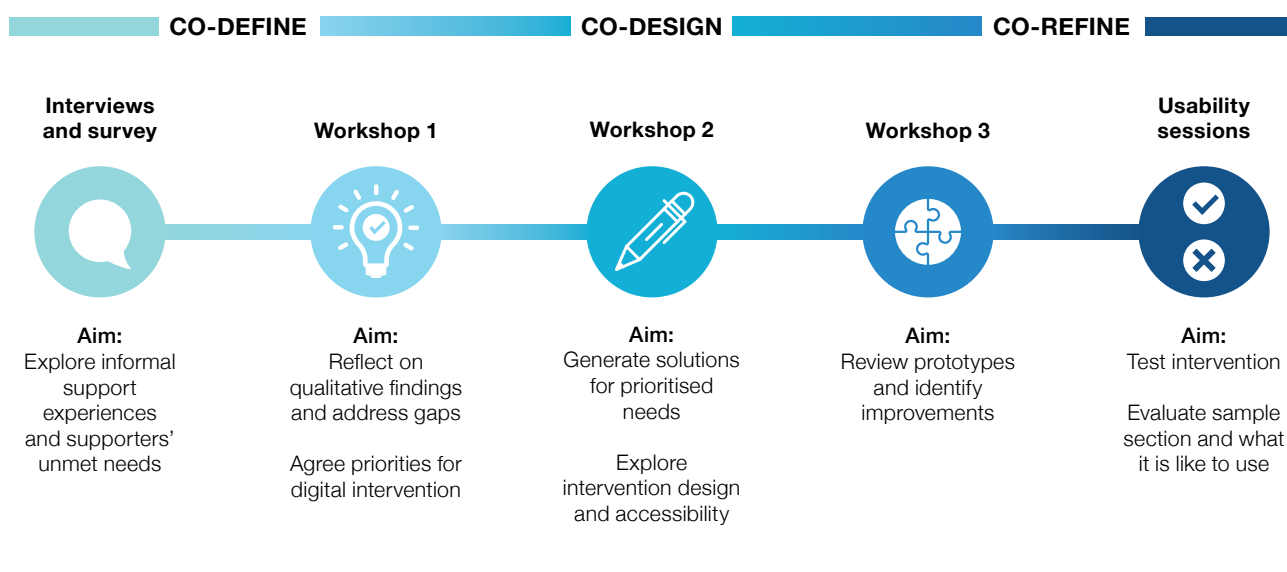 CO-DEFINE
CO-DESIGN
CO-REFINE
Interviews
and survey
Workshop 1
Workshop 2
Workshop 3
Usability
sessions
Aim:
Explore informal
support
experiences
and supporters’
unmet needs
Aim:
Reflect on
qualitative findings
and address gaps
Agree priorities for
digital intervention
Aim:
Generate solutions
for prioritised
needs
Explore
intervention design
and accessibility
Aim:
Review prototypes
and identify
improvements
Aim:
Test intervention
Evaluate sample
section and what
it is like to use